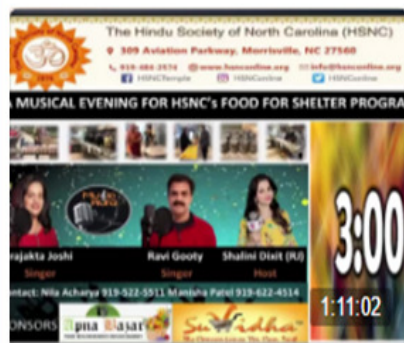 The Hindu Society of North Carolina (HSNC)
309 Aviation Parkway, Morrisville, NC 27560
919-484-2574 @www.hsnconline.org info@hsnconline.org
HSNCTemple HSNConline HSNConline
A MUSICAL EVENING FOR HSNC's FOOD FOR SHELTER PROGRA
rajakta Joshi Ravi Gooty Shalini Dixit (RJ)
Singer Singer Host
ontact: Nila Acharya 919-522-5511 Manisha Patel 919-622-4514
ONSORS Apna Bazar Suvidha
3:00
1:11:02